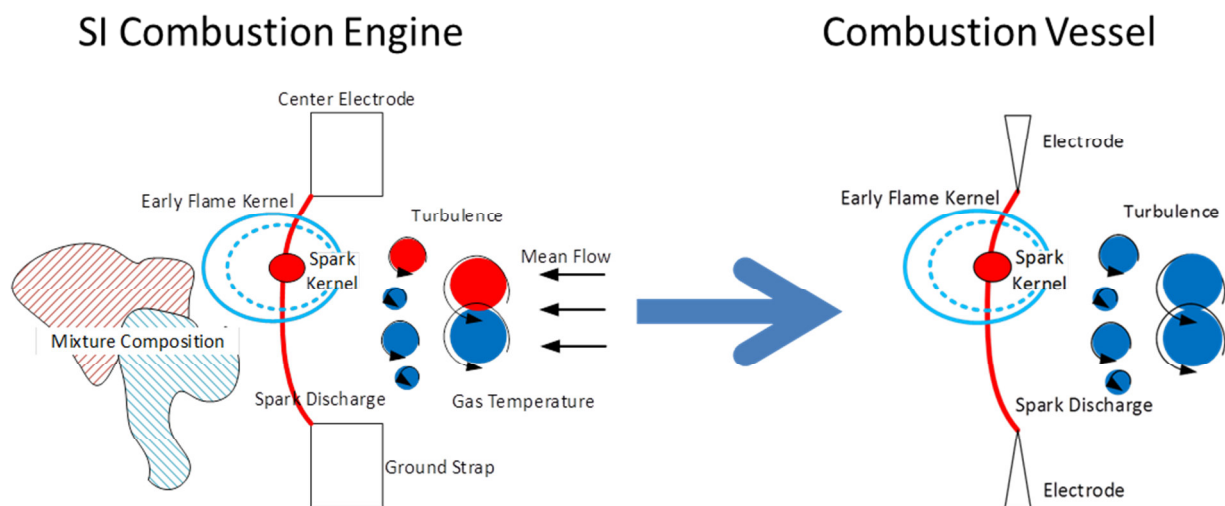 SI Combustion Engine
Center Electrode
Early Flame Kernel
Turbulence
Mean Flow
Spark
Kernel
Mixture Composition
Spark Discharge
Gas Temperature
Ground Strap
Combustion Vessel
Electrode
Early Flame Kernel
Turbulence
Spark
Kernel
Spark Discharge
Electrode